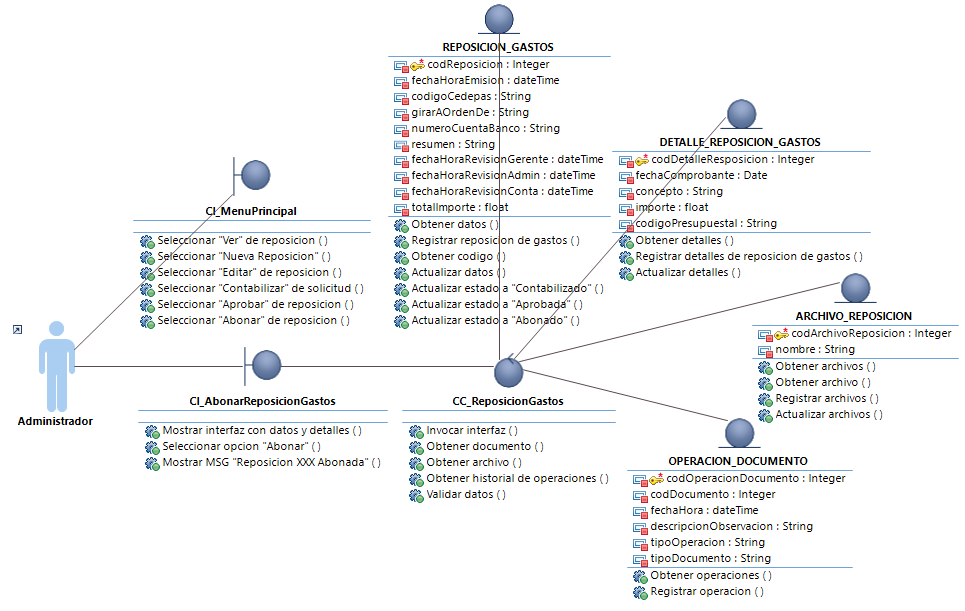 REPOSICION_GASTOS
codReposicion : Integer
fechaHoraEmision : dateTime
codigoCedepas : String
girarAOrdenDe : String
numeroCuentaBanco : String
resumen : String
fechaHoraRevisionGerente : dateTime
fechaHoraRevisionAdmin : dateTime
fechaHoraRevisionConta : dateTime
totalImporte : float
Obtener datos ( )
Registrar reposicion de gastos ( )
Obtener codigo ( )
Actualizar datos ( )
Actualizar estado a "Contabilizado" ( )
Actualizar estado a "Aprobada" ( )
Actualizar estado a "Abonado" ( )
DETALLE_REPOSICION_GASTOS
codDetalleResposicion : Integer
fechaComprobante : Date
concepto : String
importe : float
codigoPresupuestal : String
Obtener detalles ( )
Registrar detalles de reposicion de gastos ( )
Actualizar detalles ( )
CI_MenuPrincipal
Seleccionar "Ver" de reposicion ( )
Seleccionar "Nueva Reposicion" ( )
Seleccionar "Editar" de reposicion ( )
Seleccionar "Contabilizar" de solicitud ( )
Seleccionar "Aprobar" de reposicion ( )
Seleccionar "Abonar" de reposicion ( )
ARCHIVO_REPOSICION
codArchivoReposicion : Integer
nombre : String
Obtener archivos ( )
Obtener archivo ( )
Registrar archivos ( )
Actualizar archivos ( )
Administrador
CI_AbonarReposicionGastos
Mostrar interfaz con datos y detalles ( )
Seleccionar opcion "Abonar" ( )
Mostrar MSG "Reposicion XXX Abonada" ( )
CC_ReposicionGastos
Invocar interfaz ( )
Obtener documento ( )
Obtener archivo ( )
Obtener historial de operaciones ( )
Validar datos ( )
OPERACION_DOCUMENTO
codOperacionDocumento : Integer
codDocumento : Integer
fechaHora : dateTime
descripcionObservacion : String
tipoOperacion : String
tipoDocumento : String
Obtener operaciones ( )
Registrar operacion ( )